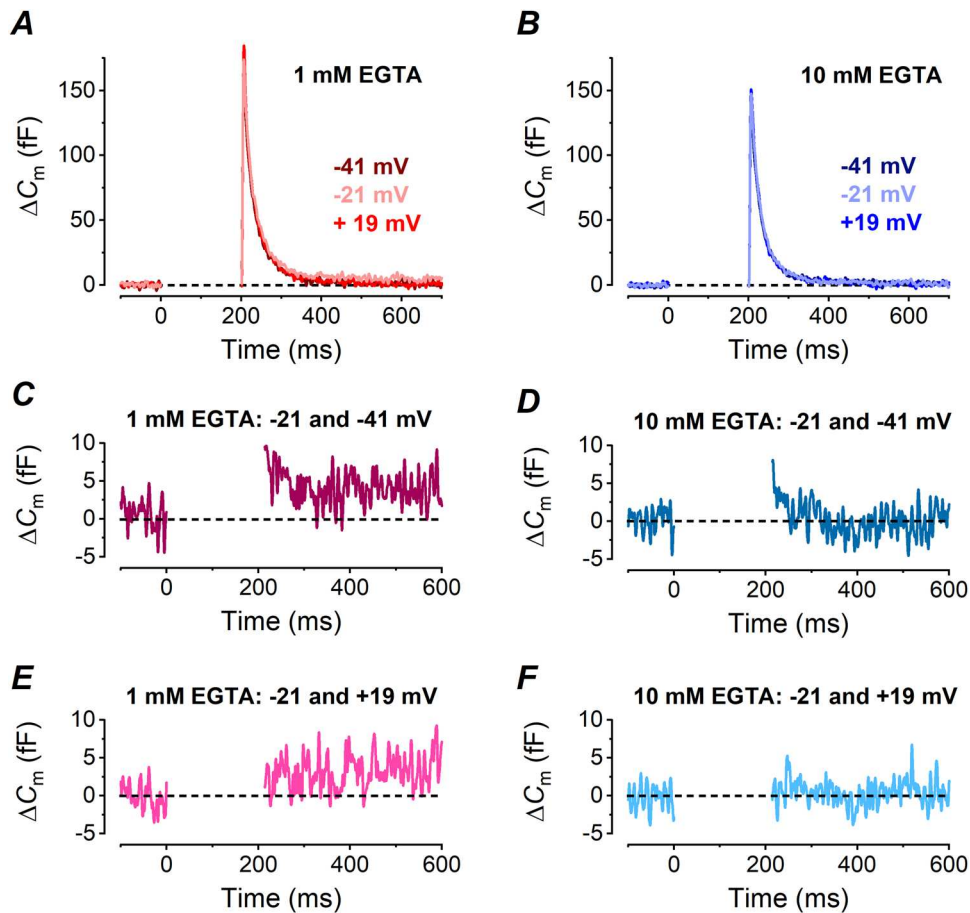 A
1 mM EGTA
ΔCm (fF)
150
100
50
0
-41 mV
-21 mV
+ 19 mV
0 200 400 600
Time (ms)
B
10 mM EGTA
ΔCm (fF)
150
100
50
0
-41 mV
-21 mV
+19 mV
0 200 400 600
Time (ms)
C
1 mM EGTA: -21 and -41 mV
ΔCm (fF)
10
5
0
-5
0 200 400 600
Time (ms)
D
10 mM EGTA: -21 and -41 mV
ΔCm (fF)
10
5
0
-5
0 200 400 600
Time (ms)
E
1 mM EGTA: -21 and +19 mV
ΔCm (fF)
10
5
0
-5
0 200 400 600
Time (ms)
F
10 mM EGTA: -21 and +19 mV
ΔCm (fF)
10
5
0
-5
0 200 400 600
Time (ms)